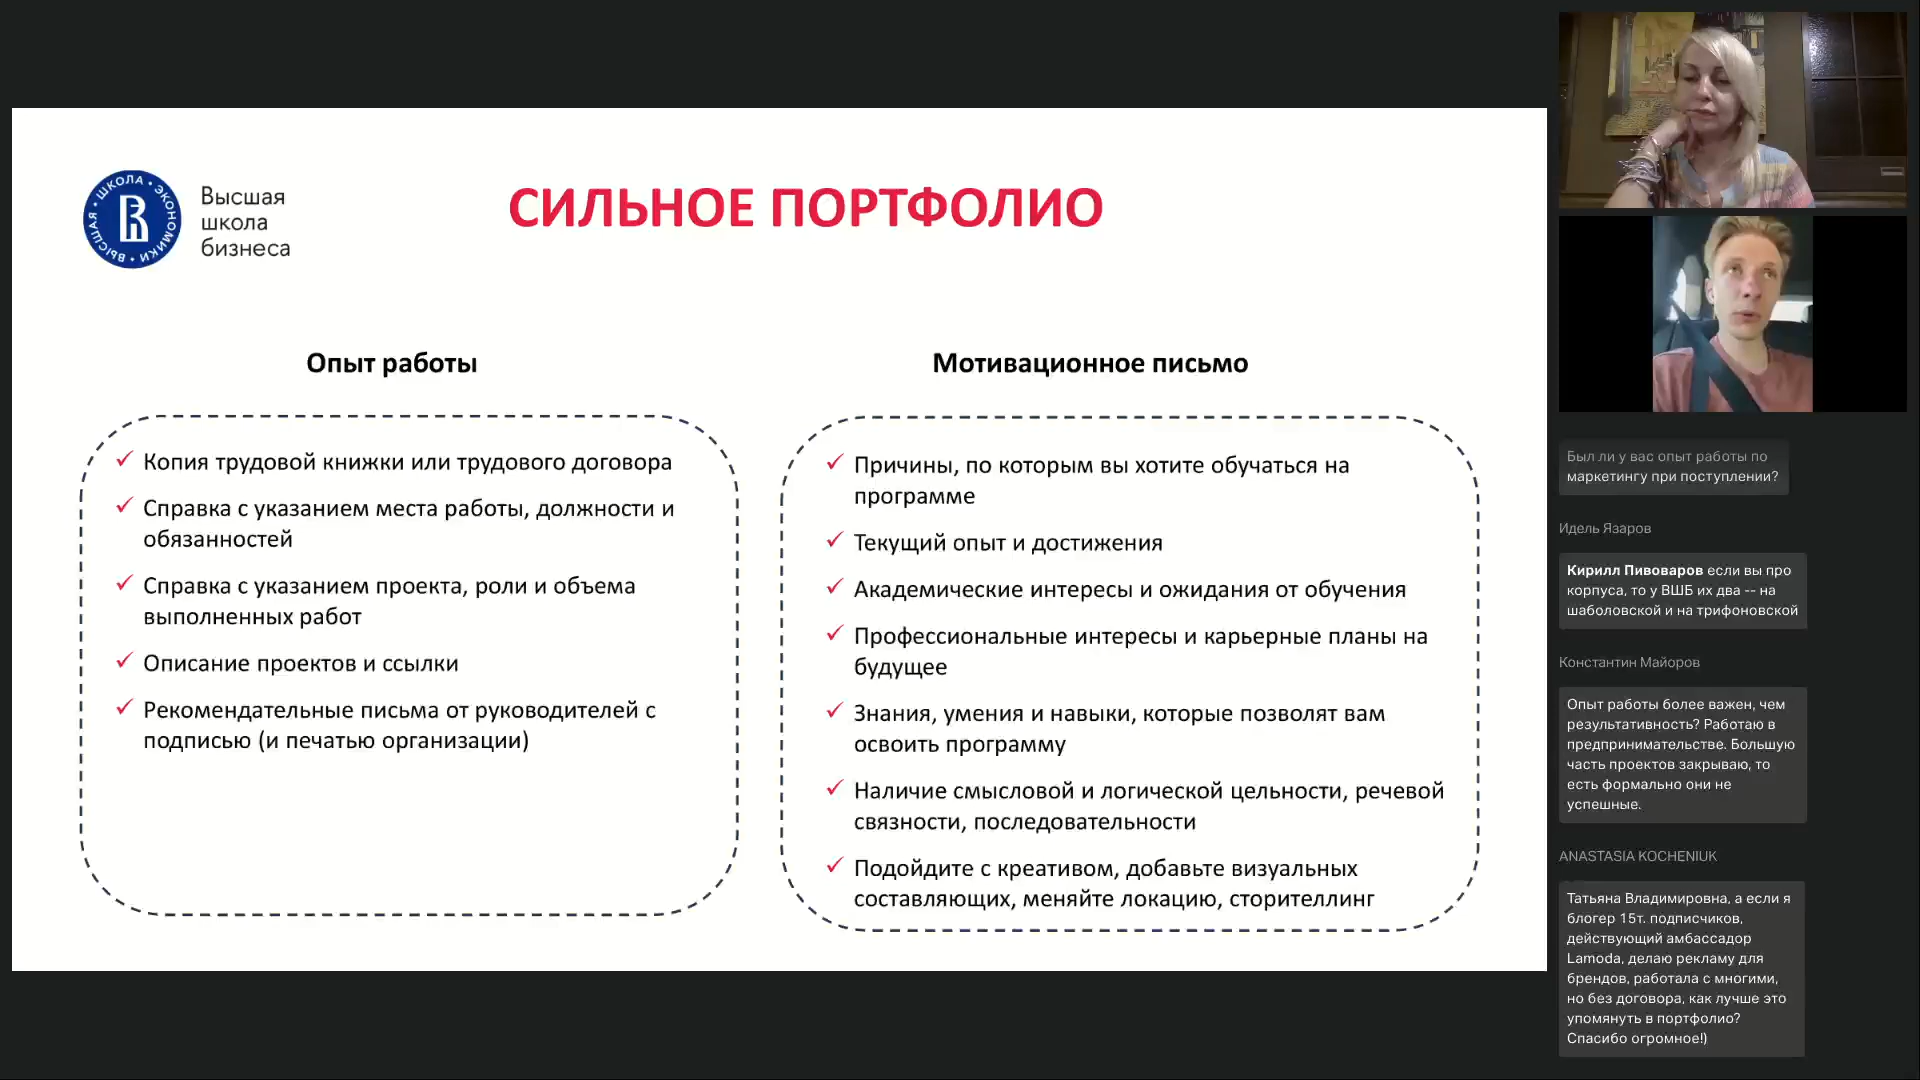 ВЫСШАЯ • ШКОЛА • ЭКОНОМИКИ •
Высшая
школа
бизнеса
СИЛЬНОЕ ПОРТФОЛИО
Опыт работы
Копия трудовой книжки или трудового договора
Справка с указанием места работы, должности и
обязанностей
Справка с указанием проекта, роли и объема
выполненных работ
Описание проектов и ссылки
Рекомендательные письма от руководителей с
подписью (и печатью организации)
Мотивационное письмо
Причины, по которым вы хотите обучаться на
программе
Текущий опыт и достижения
Академические интересы и ожидания от обучения
Профессиональные интересы и карьерные планы на
будущее
Знания, умения и навыки, которые позволят вам
освоить программу
Наличие смысловой и логической цельности, речевой
связности, последовательности
Подойдите с креативом, добавьте визуальных
составляющих, меняйте локацию, сторителлинг
Был ли у вас опыт работы по
маркетингу при поступлении?
Идель Язаров
Кирилл Пивоваров если вы про
корпуса, то у ВШБ их два -- на
шаболовской и на трифоновской
Константин Майоров
Опыт работы более важен, чем
результативность? Работаю в
предпринимательстве. Большую
часть проектов закрываю, то
есть формально они не
успешные.
ANASTASIA KOCHENIUK
Татьяна Владимировна, а если я
блогер 15т. подписчиков,
действующий амбассадор
Lamoda, делаю рекламу для
брендов, работала с многими,
но без договора, как лучше это
упомянуть в портфолио?
Спасибо огромное!)